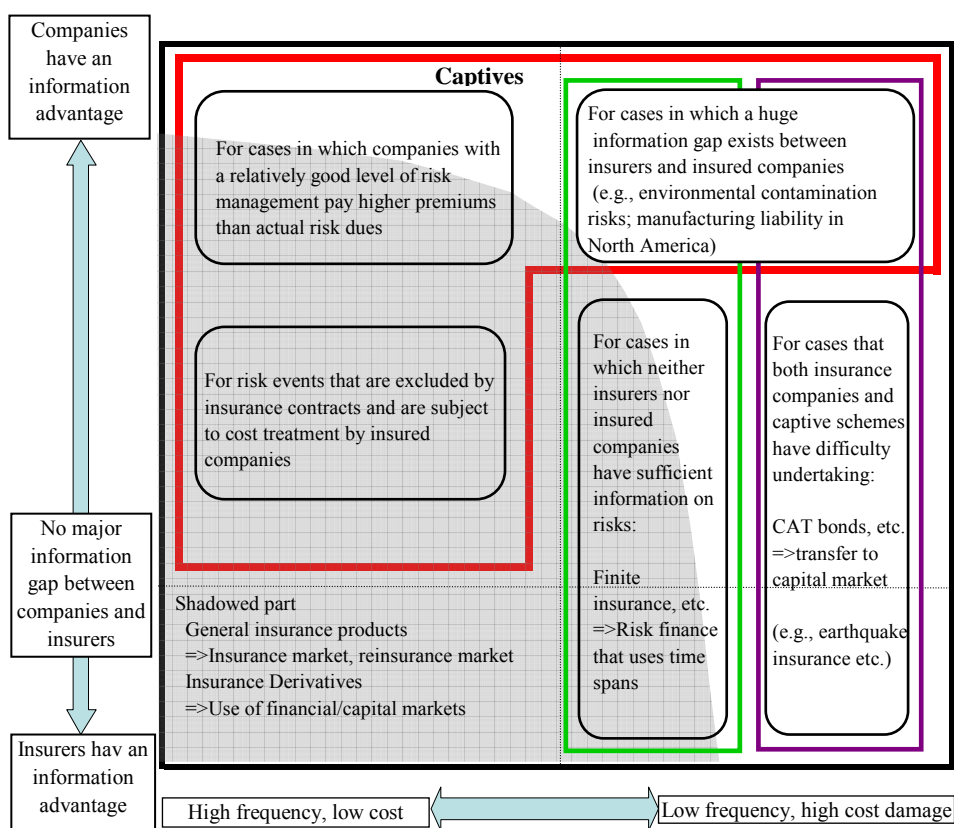 Companies
have an
information
advantage
No major
information
gap between
companies and
insurers
Insurers hav an
information
advantage
Captives
For cases in which companies with
a relatively good level of risk
management pay higher premiums
than actual risk dues
For cases in which a huge
information gap exists between
insurers and insured companies
(e.g., environmental contamination
risks; manufacturing liability in
North America)
For risk events that are excluded by
insurance contracts and are subject
to cost treatment by insured
companies
For cases in
which neither
insurers nor
insured
companies
have sufficient
information on
risks:
Finite
insurance, etc.
=>Risk finance
that uses time
spans
For cases that
both insurance
companies and
captive schemes
have difficulty
undertaking:
CAT bonds, etc.
=>transfer to
capital market
(e.g., earthquake
insurance etc.)
Shadowed part
General insurance products
=>Insurance market, reinsurance market
Insurance Derivatives
=>Use of financial/capital markets
High frequency, low cost
Low frequency, high cost damage